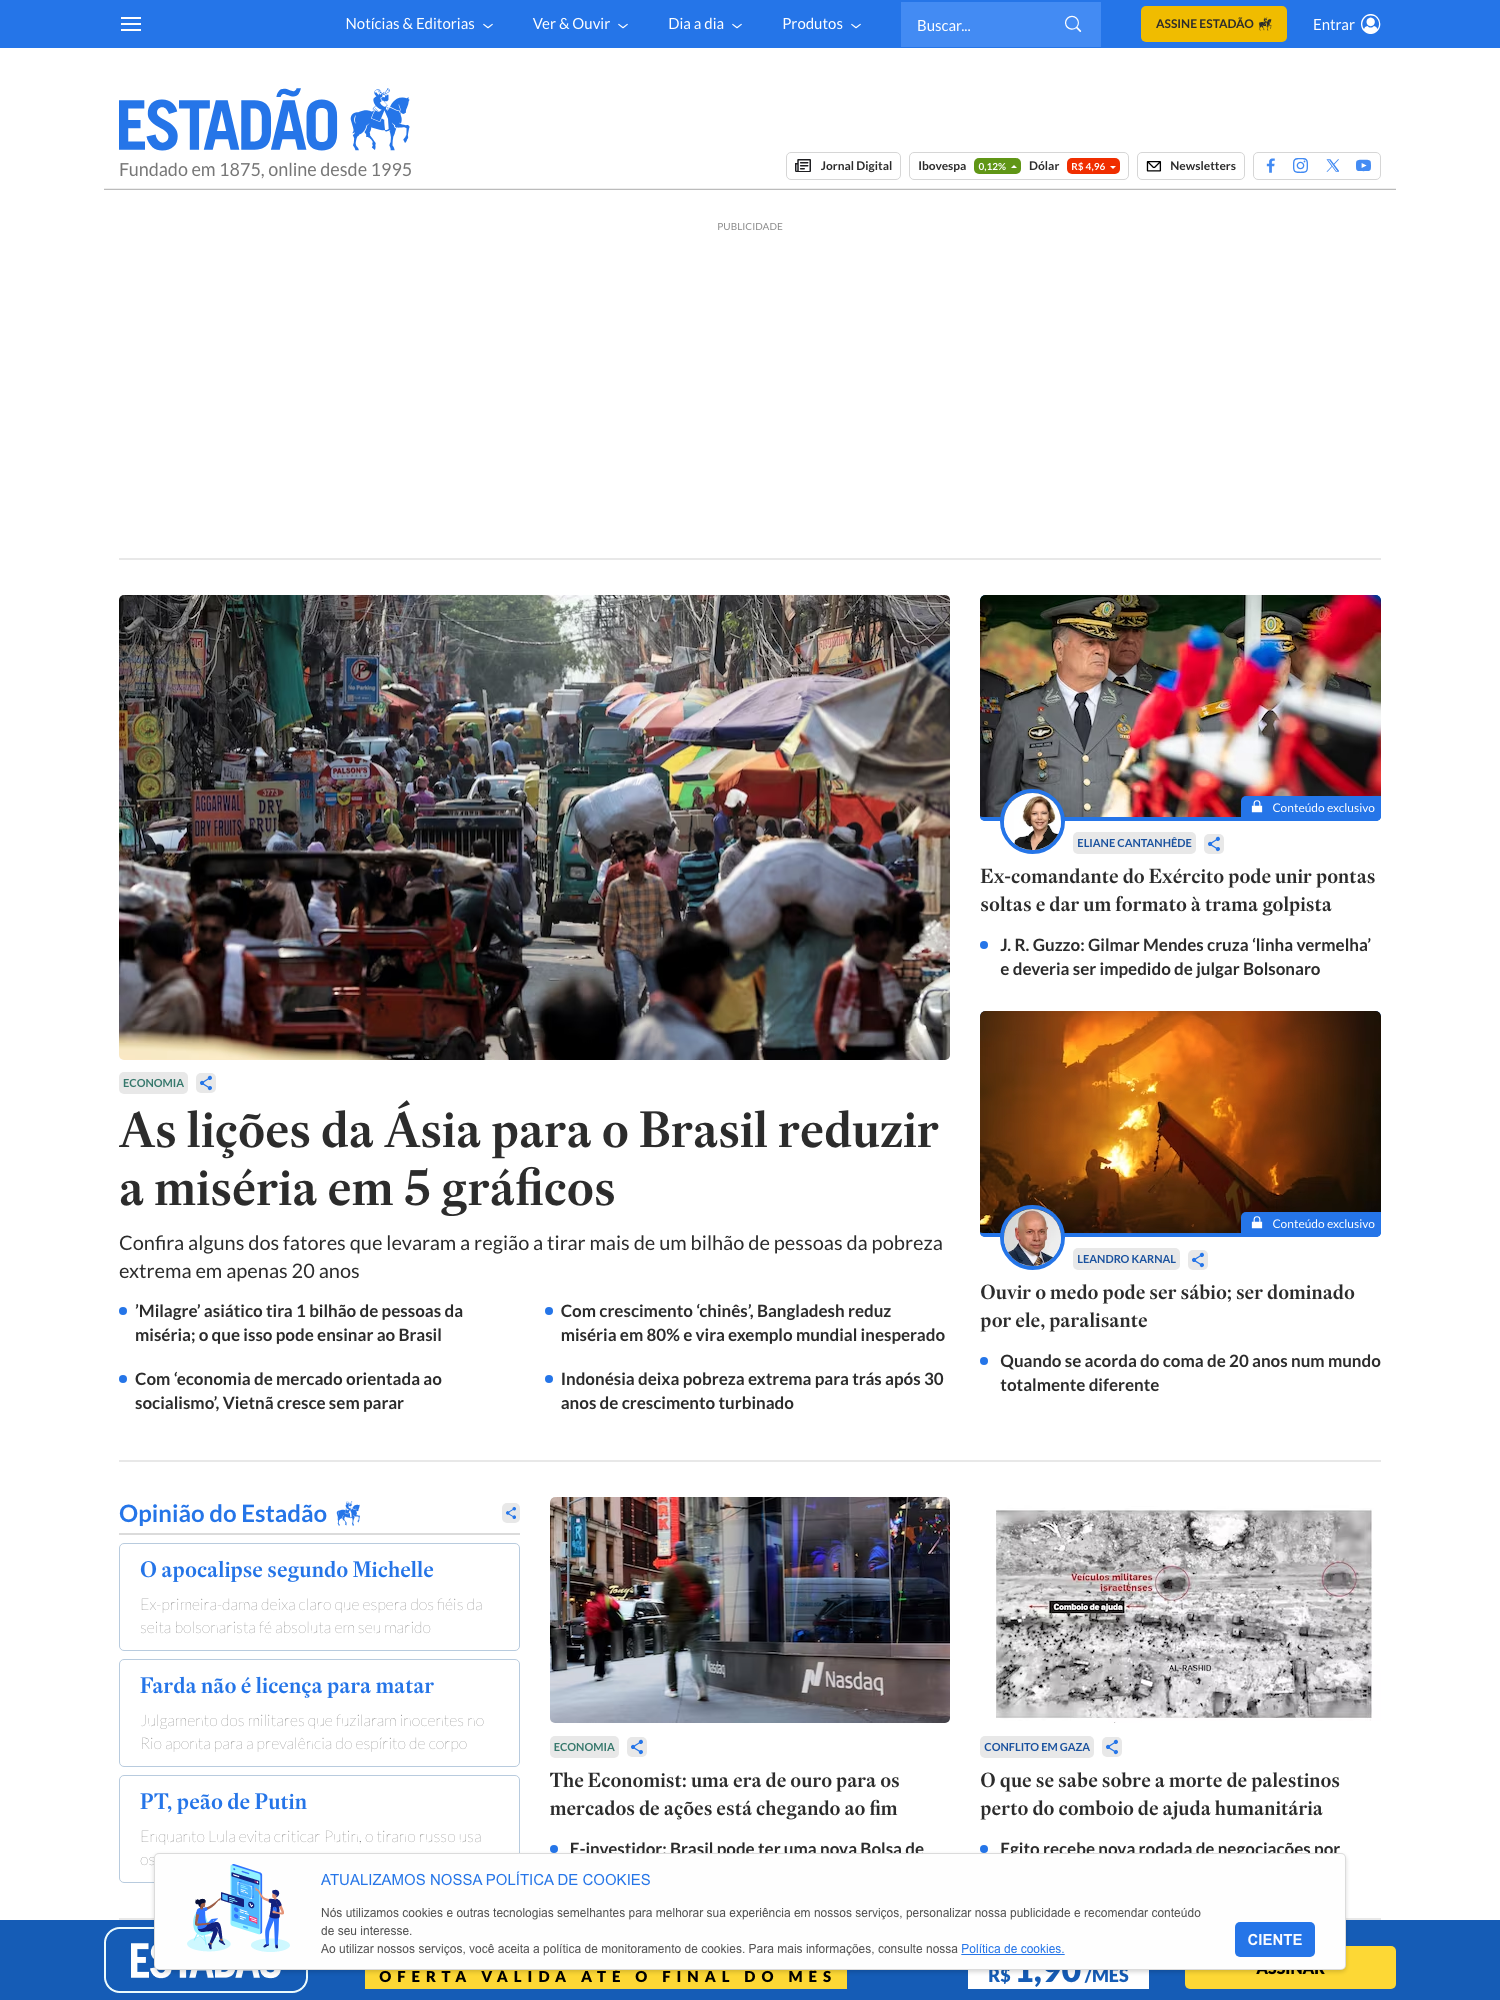 Notícias & Editorias
Ver & Ouvir
Dia a dia
Produtos
Buscar...
ASSINE ESTADÃO
Entrar
ESTADÃO
Fundado em 1875, online desde 1995
Jornal Digital
Ibovespa 0,12% Dólar R$ 4,96
Newsletters
PUBLICIDADE
No Parking
PALSON'S
AGGARWAL
DRY FRUITS
3773
DRY
FRUI
ECONOMIA
As lições da Ásia para o Brasil reduzir
a miséria em 5 gráficos
Confira alguns dos fatores que levaram a região a tirar mais de um bilhão de pessoas da pobreza
extrema em apenas 20 anos
’Milagre’ asiático tira 1 bilhão de pessoas da
miséria; o que isso pode ensinar ao Brasil
Com crescimento ‘chinês’, Bangladesh reduz
miséria em 80% e vira exemplo mundial inesperado
Com ‘economia de mercado orientada ao
socialismo’, Vietnã cresce sem parar
Indonésia deixa pobreza extrema para trás após 30
anos de crescimento turbinado
Conteúdo exclusivo
ELIANE CANTANHÊDE
Ex-comandante do Exército pode unir pontas
soltas e dar um formato à trama golpista
J. R. Guzzo: Gilmar Mendes cruza ‘linha vermelha’
e deveria ser impedido de julgar Bolsonaro
Conteúdo exclusivo
LEANDRO KARNAL
Ouvir o medo pode ser sábio; ser dominado
por ele, paralisante
Quando se acorda do coma de 20 anos num mundo
totalmente diferente
Opinião do Estadão
O apocalipse segundo Michelle
Ex-primeira-dama deixa claro que espera dos fiéis da
seita bolsonarista fé absoluta em seu marido
Farda não é licença para matar
Julgamento dos militares que fuzilaram inocentes no
Rio aponta para a prevalência do espírito de corpo
PT, peão de Putin
Enquanto Lula evita criticar Putin, o tirano russo usa
os
Tony's
Nasdaq
Nasdaq
ECONOMIA
The Economist: uma era de ouro para os
mercados de ações está chegando ao fim
E-investidor: Brasil pode ter uma nova Bolsa de
Veículos militares
israelenses
Comboio de ajuda
AL-RASHID
CONFLITO EM GAZA
O que se sabe sobre a morte de palestinos
perto do comboio de ajuda humanitária
Egito recebe nova rodada de negociações por
ATUALIZAMOS NOSSA POLÍTICA DE COOKIES
Nós utilizamos cookies e outras tecnologias semelhantes para melhorar sua experiência em nossos serviços, personalizar nossa publicidade e recomendar conteúdo
de seu interesse.
Ao utilizar nossos serviços, você aceita a política de monitoramento de cookies. Para mais informações, consulte nossa Política de cookies.
CIENTE
ESTADÃO
OFERTA VÁLIDA ATÉ O FINAL DO MÊS
R$ 1,90 /MÊS
ASSINAR